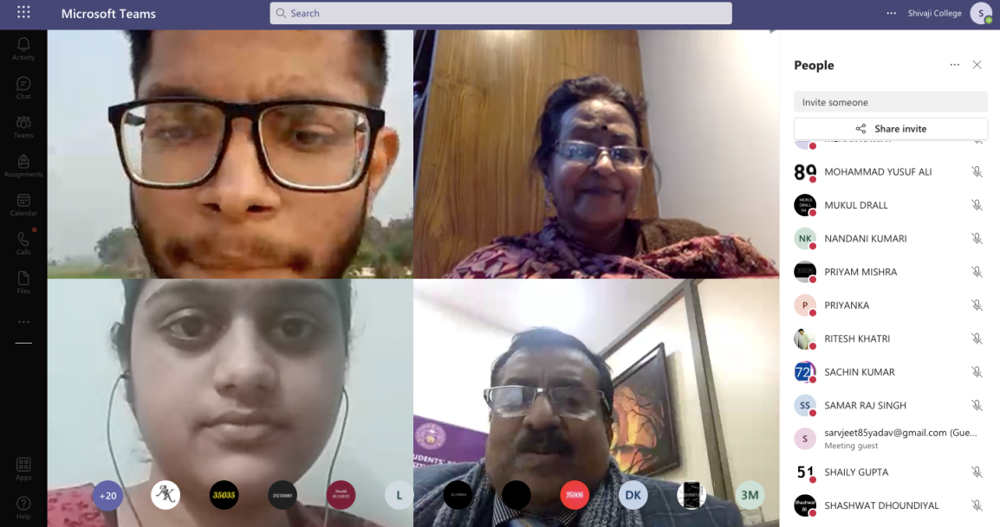 Microsoft Teams
Search
Shivaji College
S
Activity
Chat
Teams
Assignments
Calendar
Calls
Files
Apps
Help
+20
AK
35035
L
35006
DK
3M
People
Invite someone
Share invite
89 MOHAMMAD YUSUF ALI
MUKUL DRALL
NK NANDANI KUMARI
PRIYAM MISHRA
P PRIYANKA
RITESH KHATRI
72 SACHIN KUMAR
SS SAMAR RAJ SINGH
S sarvjeet85yadav@gmail.com (Gue...
Meeting guest
51 SHAILY GUPTA
SHASHWAT DHOUNDIYAL